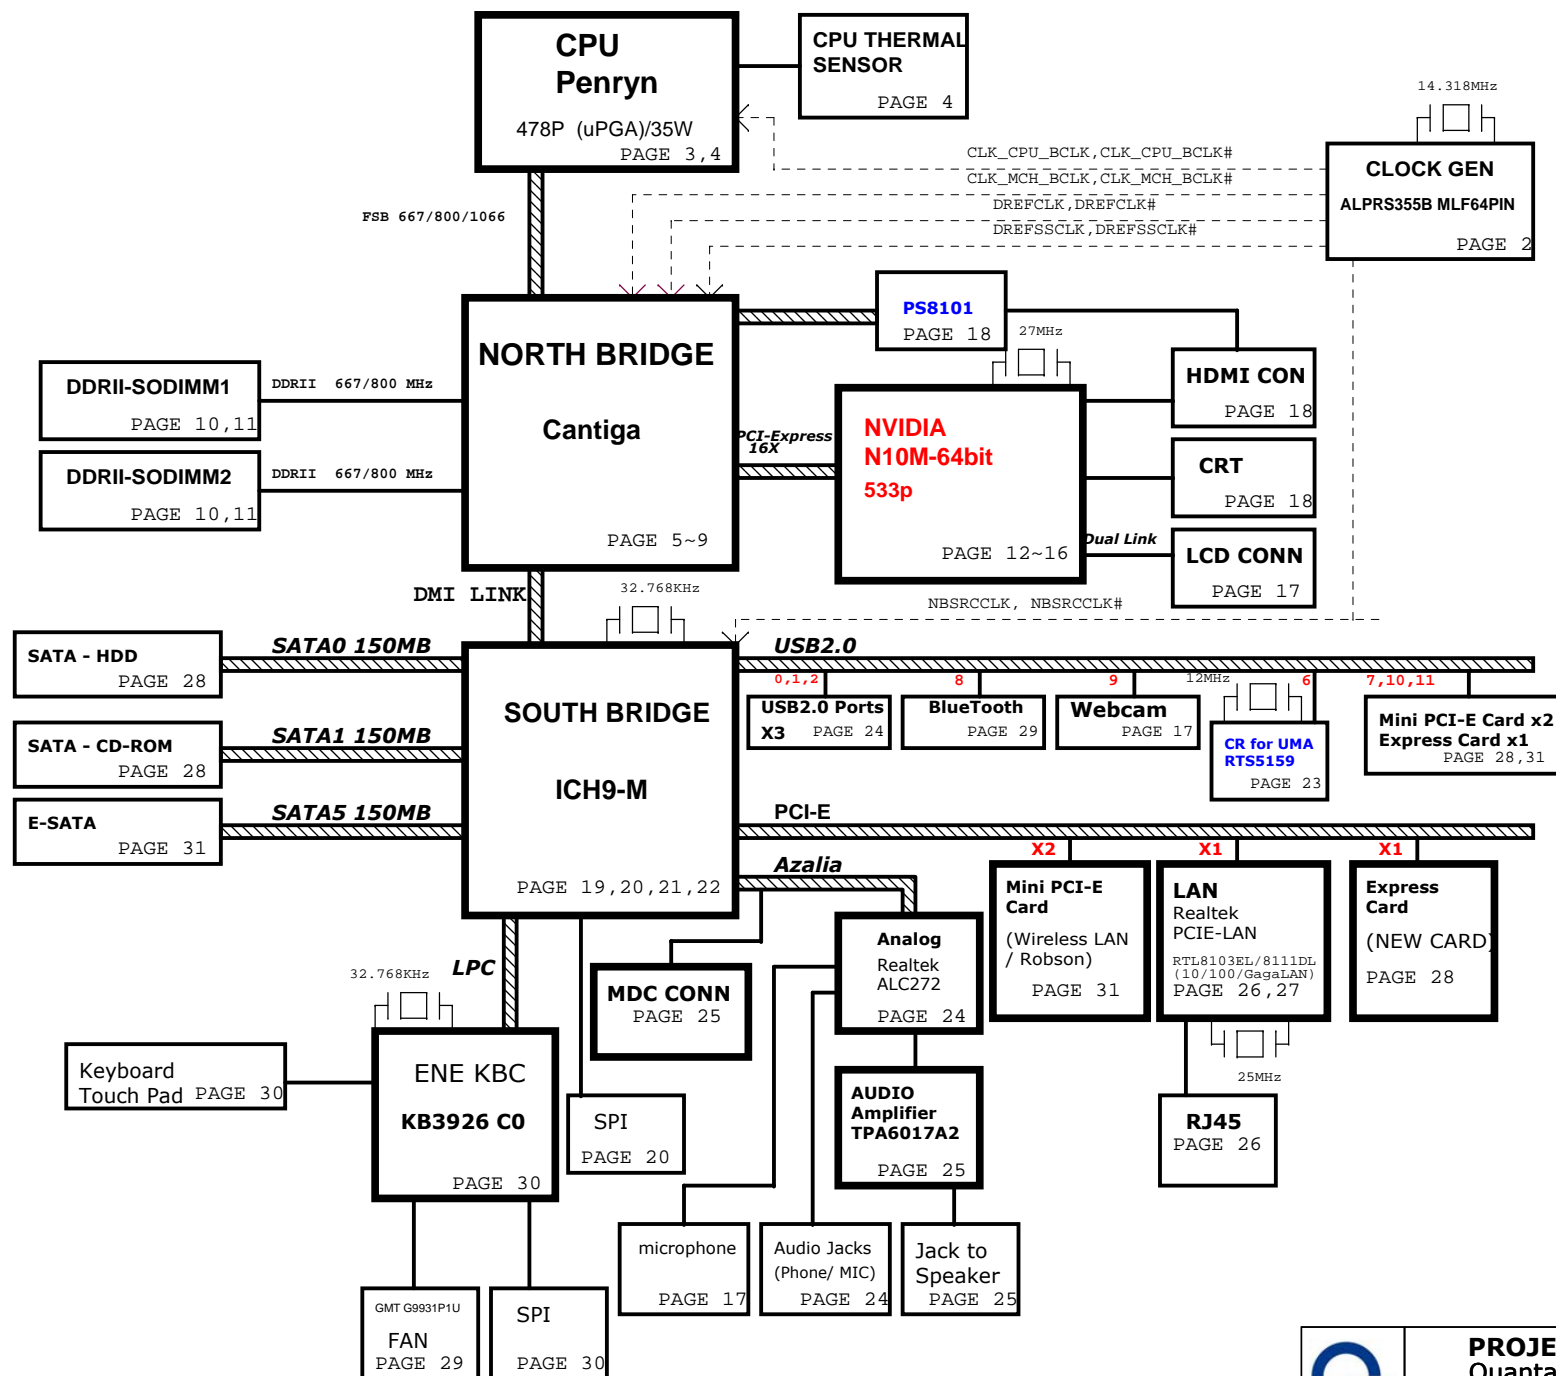 CPU
Penryn
478P (uPGA)/35W
PAGE 3,4
CPU THERMAL
SENSOR
PAGE 4
14.318MHz
CLOCK GEN
ALPRS355B MLF64PIN
PAGE 2
CLK_CPU_BCLK,CLK_CPU_BCLK#
CLK_MCH_BCLK,CLK_MCH_BCLK#
DREFCLK,DREFCLK#
DREFSSCLK,DREFSSCLK#
FSB 667/800/1066
NORTH BRIDGE
Cantiga
PAGE 5~9
DDRII-SODIMM1
PAGE 10,11
DDRII 667/800 MHz
DDRII-SODIMM2
PAGE 10,11
DDRII 667/800 MHz
PS8101
PAGE 18
27MHz
PCI-Express
16X
NVIDIA
N10M-64bit
533p
PAGE 12~16
HDMI CON
PAGE 18
CRT
PAGE 18
Dual Link
LCD CONN
PAGE 17
NBSRCCLK, NBSRCCLK#
DMI LINK
32.768KHz
SATA - HDD
PAGE 28
SATA0 150MB
SATA - CD-ROM
PAGE 28
SATA1 150MB
E-SATA
PAGE 31
SATA5 150MB
SOUTH BRIDGE
ICH9-M
PAGE 19,20,21,22
USB2.0
0,1,2
USB2.0 Ports
X3 PAGE 24
8
BlueTooth
PAGE 29
9
Webcam
PAGE 17
12MHz
6
CR for UMA
RTS5159
PAGE 23
7,10,11
Mini PCI-E Card x2
Express Card x1
PAGE 28,31
PCI-E
X2
Mini PCI-E
Card
(Wireless LAN
/ Robson)
PAGE 31
X1
LAN
Realtek
PCIE-LAN
RTL8103EL/8111DL
(10/100/GagaLAN)
PAGE 26,27
25MHz
RJ45
PAGE 26
X1
Express
Card
(NEW CARD)
PAGE 28
Azalia
MDC CONN
PAGE 25
Analog
Realtek
ALC272
PAGE 24
AUDIO
Amplifier
TPA6017A2
PAGE 25
LPC
32.768KHz
ENE KBC
KB3926 C0
PAGE 30
Keyboard
Touch Pad PAGE 30
SPI
PAGE 20
microphone
PAGE 17
Audio Jacks
(Phone/ MIC)
PAGE 24
Jack to
Speaker
PAGE 25
GMT G9931P1U
FAN
PAGE 29
SPI
PAGE 30
PROJE
Quanta